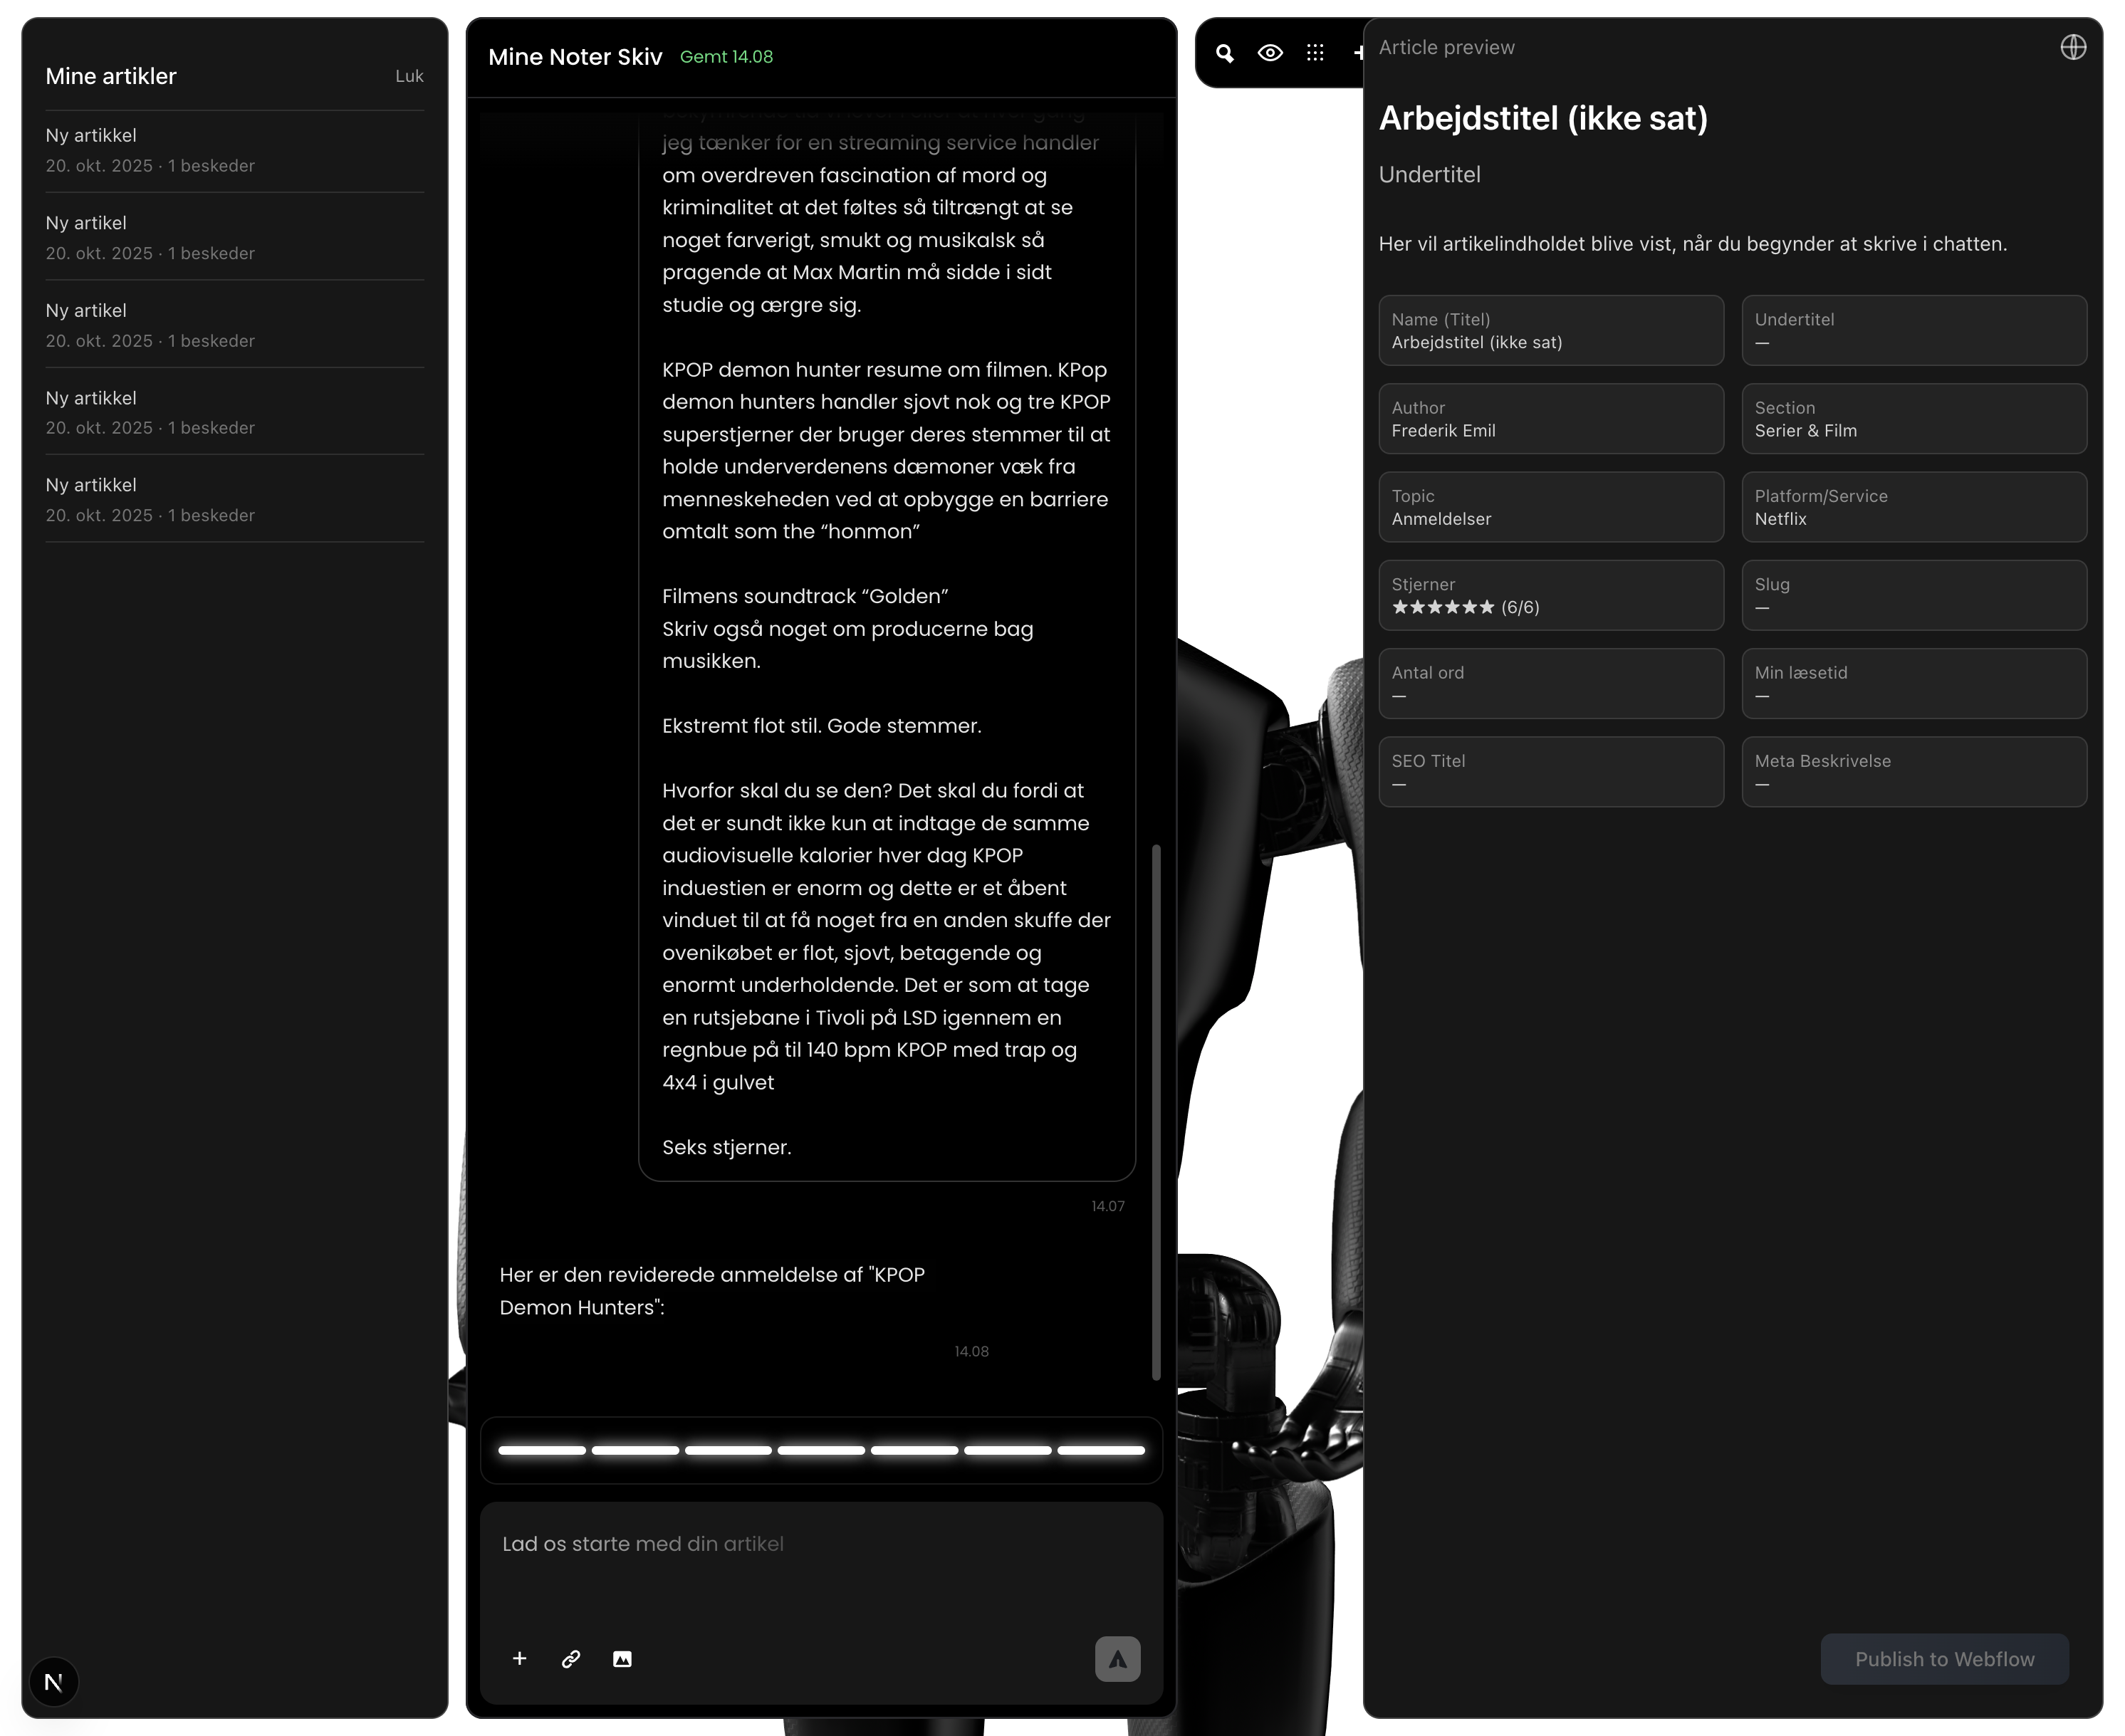 Mine artikler
Luk
Ny artikkel
20. okt. 2025 · 1 beskeder
Ny artikel
20. okt. 2025 · 1 beskeder
Ny artikel
20. okt. 2025 · 1 beskeder
Ny artikkel
20. okt. 2025 · 1 beskeder
Ny artikkel
20. okt. 2025 · 1 beskeder
N
Mine Noter Skiv
Gemt 14.08
jeg tænker for en streaming service handler
om overdreven fascination af mord og
kriminalitet at det føltes så tiltrængt at se
noget farverigt, smukt og musikalsk så
pragende at Max Martin må sidde i sidt
studie og ærgre sig.
KPOP demon hunter resume om filmen. KPop
demon hunters handler sjovt nok og tre KPOP
superstjerner der bruger deres stemmer til at
holde underverdenens dæmoner væk fra
menneskeheden ved at opbygge en barriere
omtalt som the “honmon”
Filmens soundtrack “Golden”
Skriv også noget om producerne bag
musikken.
Ekstremt flot stil. Gode stemmer.
Hvorfor skal du se den? Det skal du fordi at
det er sundt ikke kun at indtage de samme
audiovisuelle kalorier hver dag KPOP
induestien er enorm og dette er et åbent
vinduet til at få noget fra en anden skuffe der
ovenikøbet er flot, sjovt, betagende og
enormt underholdende. Det er som at tage
en rutsjebane i Tivoli på LSD igennem en
regnbue på til 140 bpm KPOP med trap og
4x4 i gulvet
Seks stjerner.
14.07
Her er den reviderede anmeldelse af "KPOP
Demon Hunters":
14.08
Lad os starte med din artikel
Article preview
Arbejdstitel (ikke sat)
Undertitel
Her vil artikelindholdet blive vist, når du begynder at skrive i chatten.
Name (Titel)
Arbejdstitel (ikke sat)
Undertitel
—
Author
Frederik Emil
Section
Serier & Film
Topic
Anmeldelser
Platform/Service
Netflix
Stjerner
★★★★★★ (6/6)
Slug
—
Antal ord
—
Min læsetid
—
SEO Titel
—
Meta Beskrivelse
—
Publish to Webflow